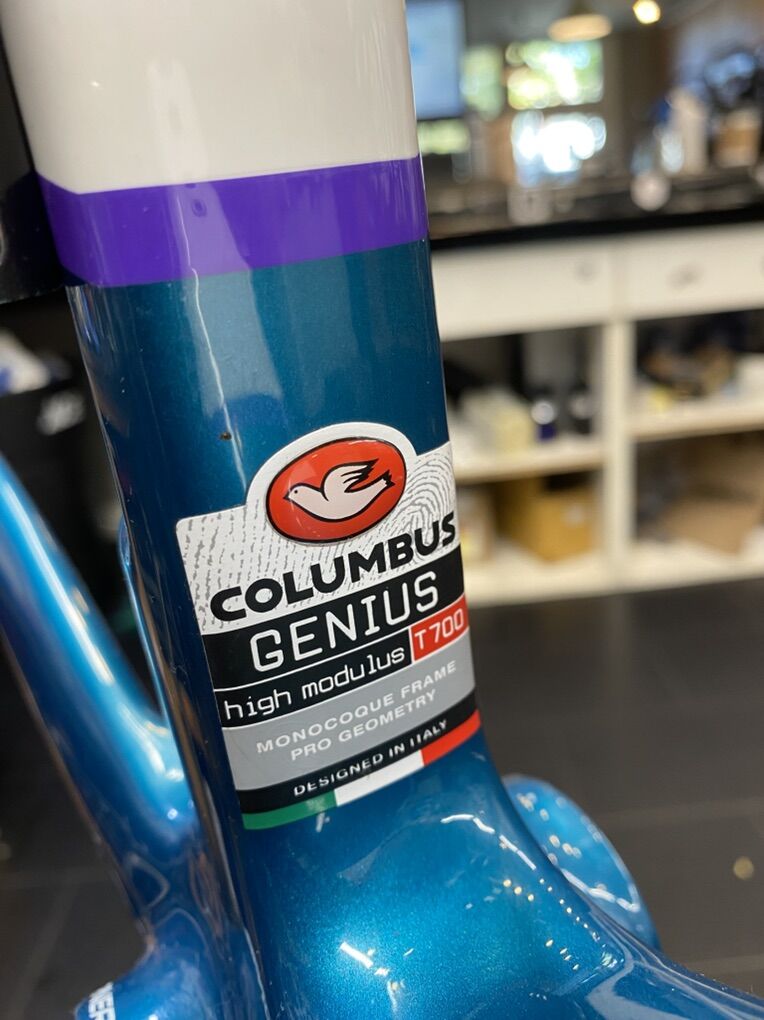 COLUMBUS
GENIUS
high modulus T700
MONOCOQUE FRAME
PRO GEOMETRY
DESIGNED IN ITALY